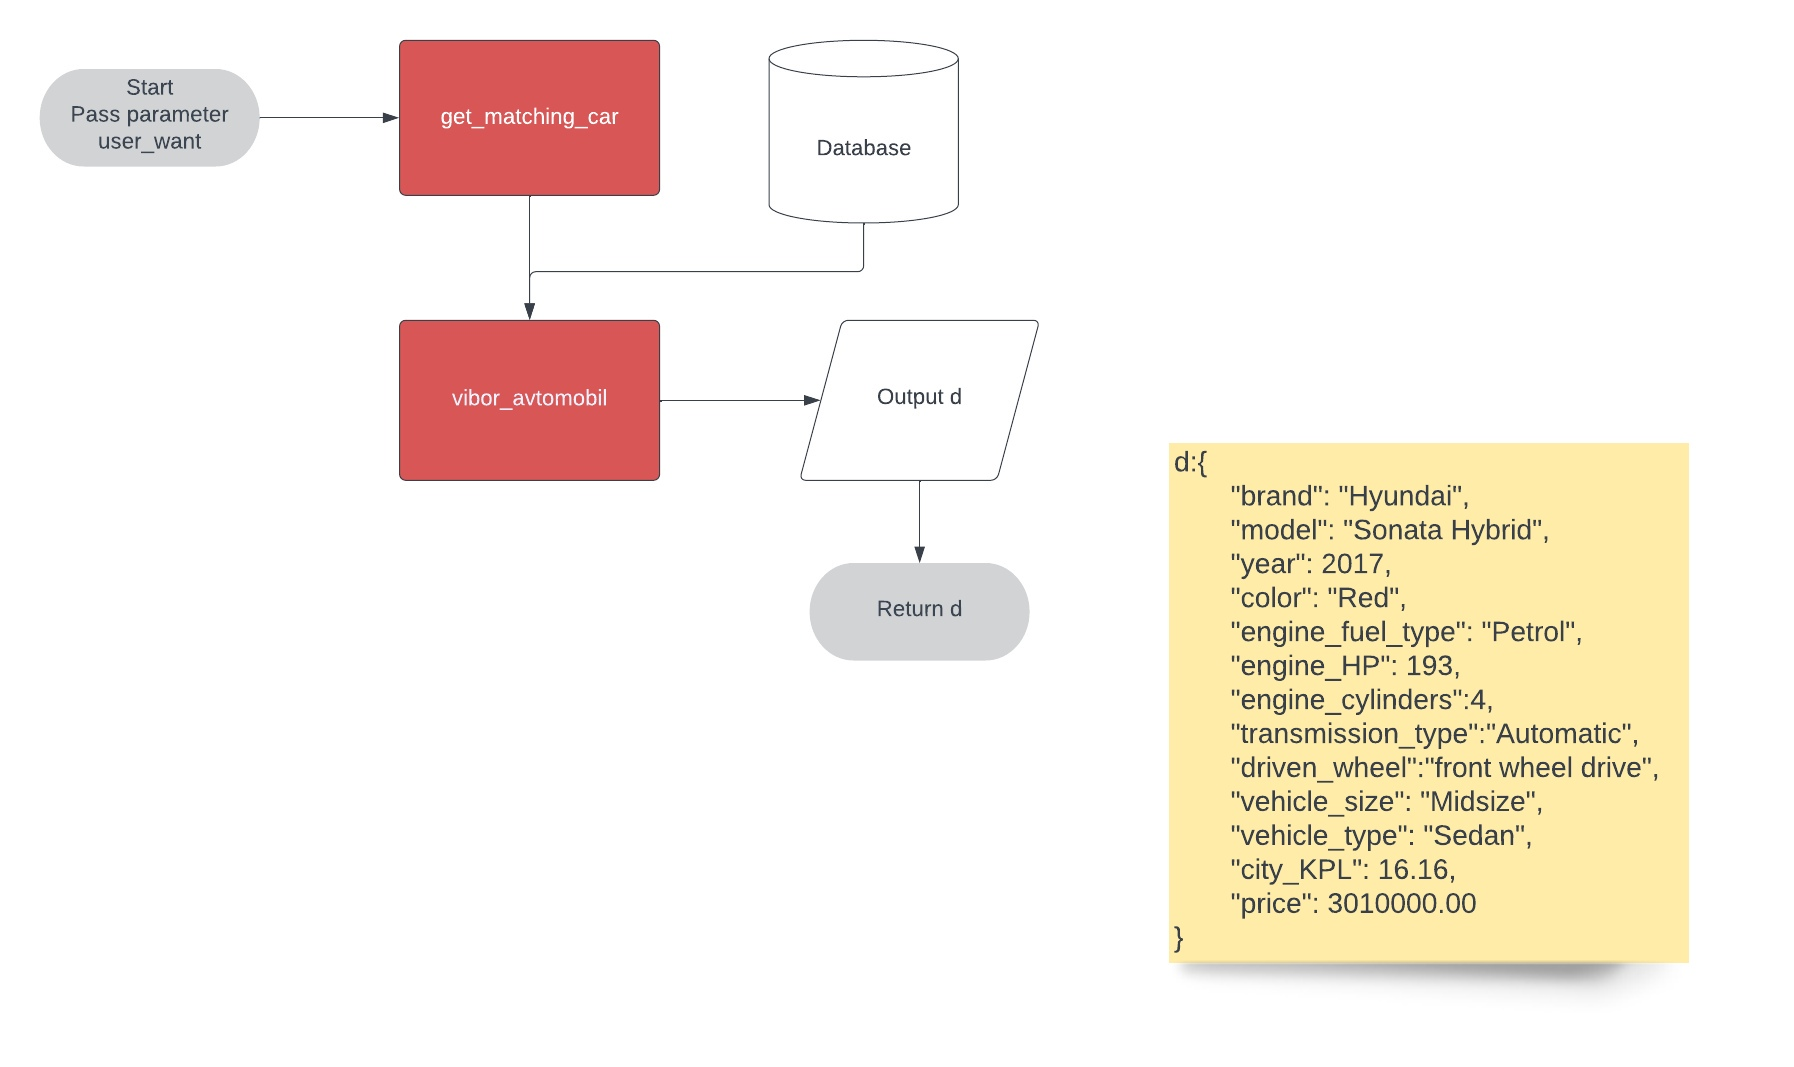 Start
Pass parameter
user_want
get_matching_car
Database
vibor_avtomobil
Output d
Return d
d:{
"brand": "Hyundai",
"model": "Sonata Hybrid",
"year": 2017,
"color": "Red",
"engine_fuel_type": "Petrol",
"engine_HP": 193,
"engine_cylinders":4,
"transmission_type":"Automatic",
"driven_wheel":"front wheel drive",
"vehicle_size": "Midsize",
"vehicle_type": "Sedan",
"city_KPL": 16.16,
"price": 3010000.00
}